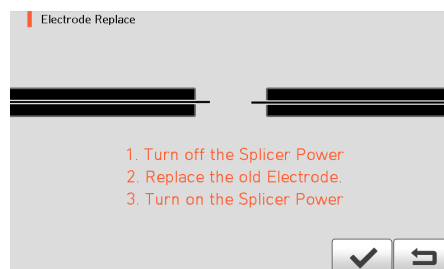 Electrode Replace
1. Turn off the Splicer Power
2. Replace the old Electrode.
3. Turn on the Splicer Power